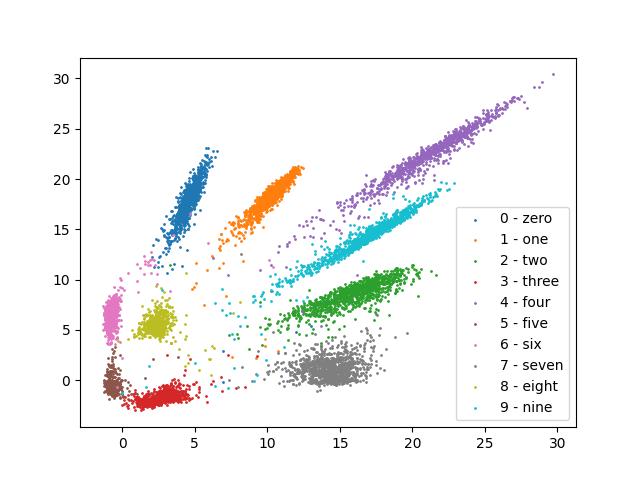 30
25
20
15
10
5
0
0 - zero
1 - one
2 - two
3 - three
4 - four
5 - five
6 - six
7 - seven
8 - eight
9 - nine
0 5 10 15 20 25 30